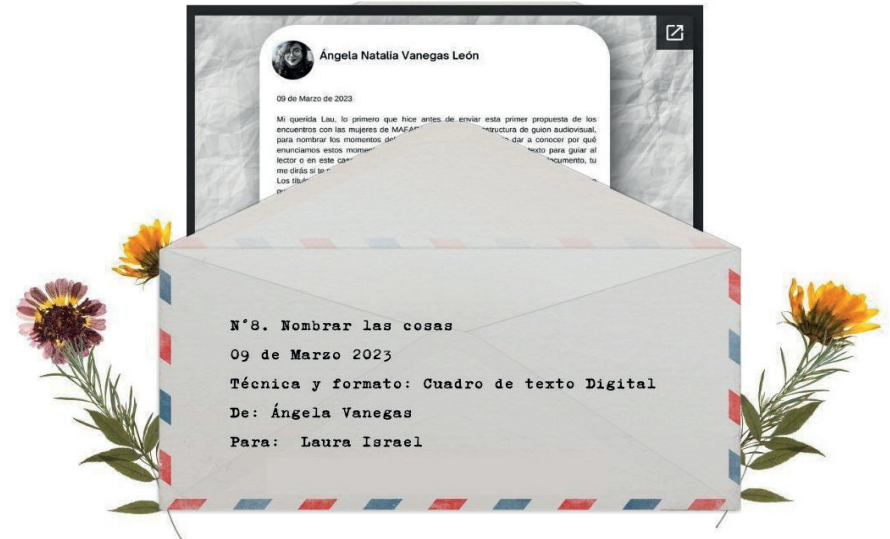 Ángela Natalia Vanegas León
09 de Marzo de 2023
Mi querida Lau, lo primero que hice antes de enviar esta primer propuesta de los
encuentros con las mujeres de structura de guion audiovisual,
para nombrar los momentos de dar a conocer por qué
enunciamos estos texto para guiar al
lector o en este documento, tu
me dirás si te
Los
N°8. Nombrar las cosas
09 de Marzo 2023
Técnica y formato: Cuadro de texto Digital
De: Ángela Vanegas
Para: Laura Israel